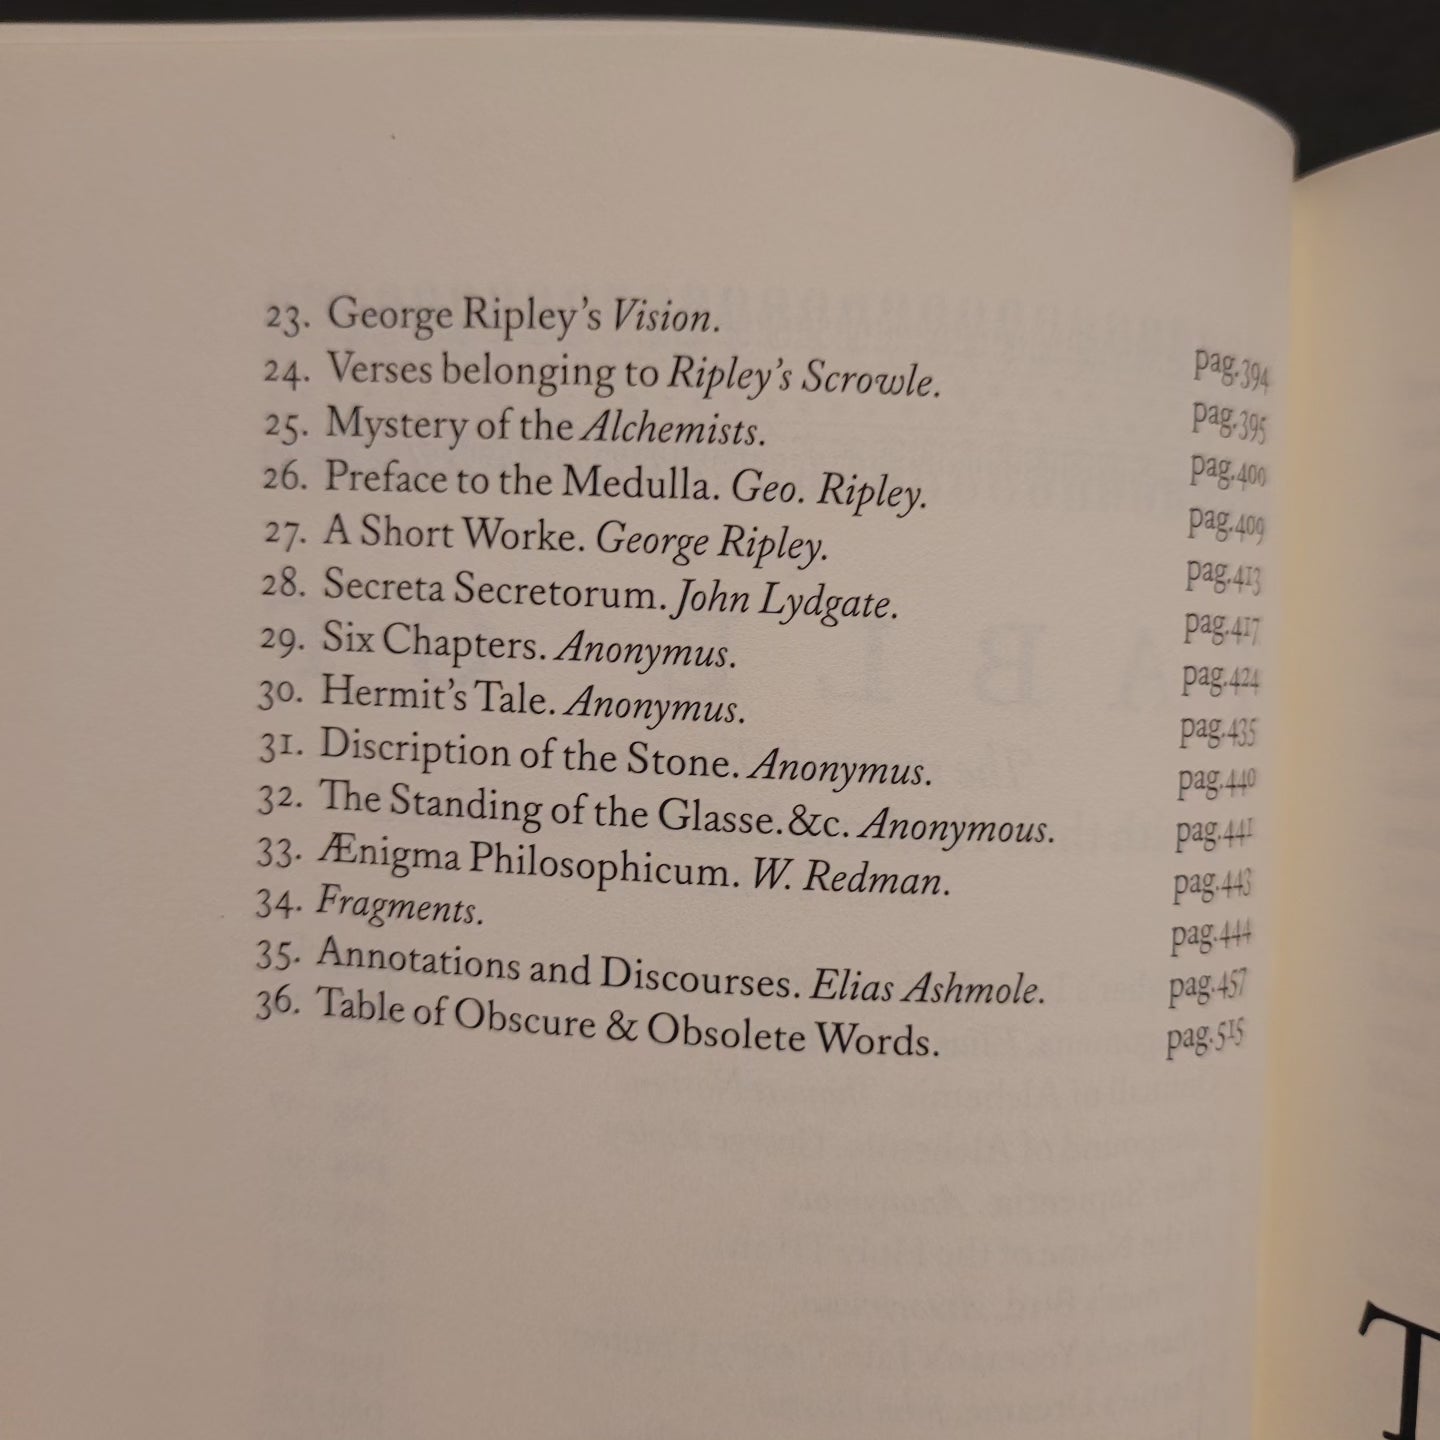 23. George Ripley's Vision. pag.394
24. Verses belonging to Ripley's Scrowle. pag.395
25. Mystery of the Alchemists. pag.400
26. Preface to the Medulla. Geo. Ripley. pag.409
27. A Short Worke. George Ripley. pag.413
28. Secreta Secretorum. John Lydgate. pag.417
29. Six Chapters. Anonymus. pag.424
30. Hermit's Tale. Anonymus. pag.435
31. Discription of the Stone. Anonymus. pag.440
32. The Standing of the Glasse.&c. Anonymous. pag.441
33. Ænigma Philosophicum. W. Redman. pag.443
34. Fragments. pag.444
35. Annotations and Discourses. Elias Ashmole. pag.457
36. Table of Obscure & Obsolete Words. pag.515
T